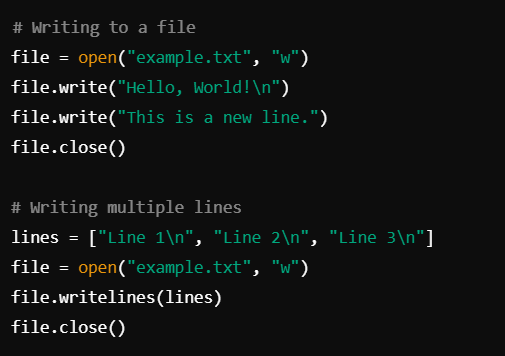 # Writing to a file
file = open("example.txt", "w")
file.write("Hello, World!\n")
file.write("This is a new line.")
file.close()

# Writing multiple lines
lines = ["Line 1\n", "Line 2\n", "Line 3\n"]
file = open("example.txt", "w")
file.writelines(lines)
file.close()